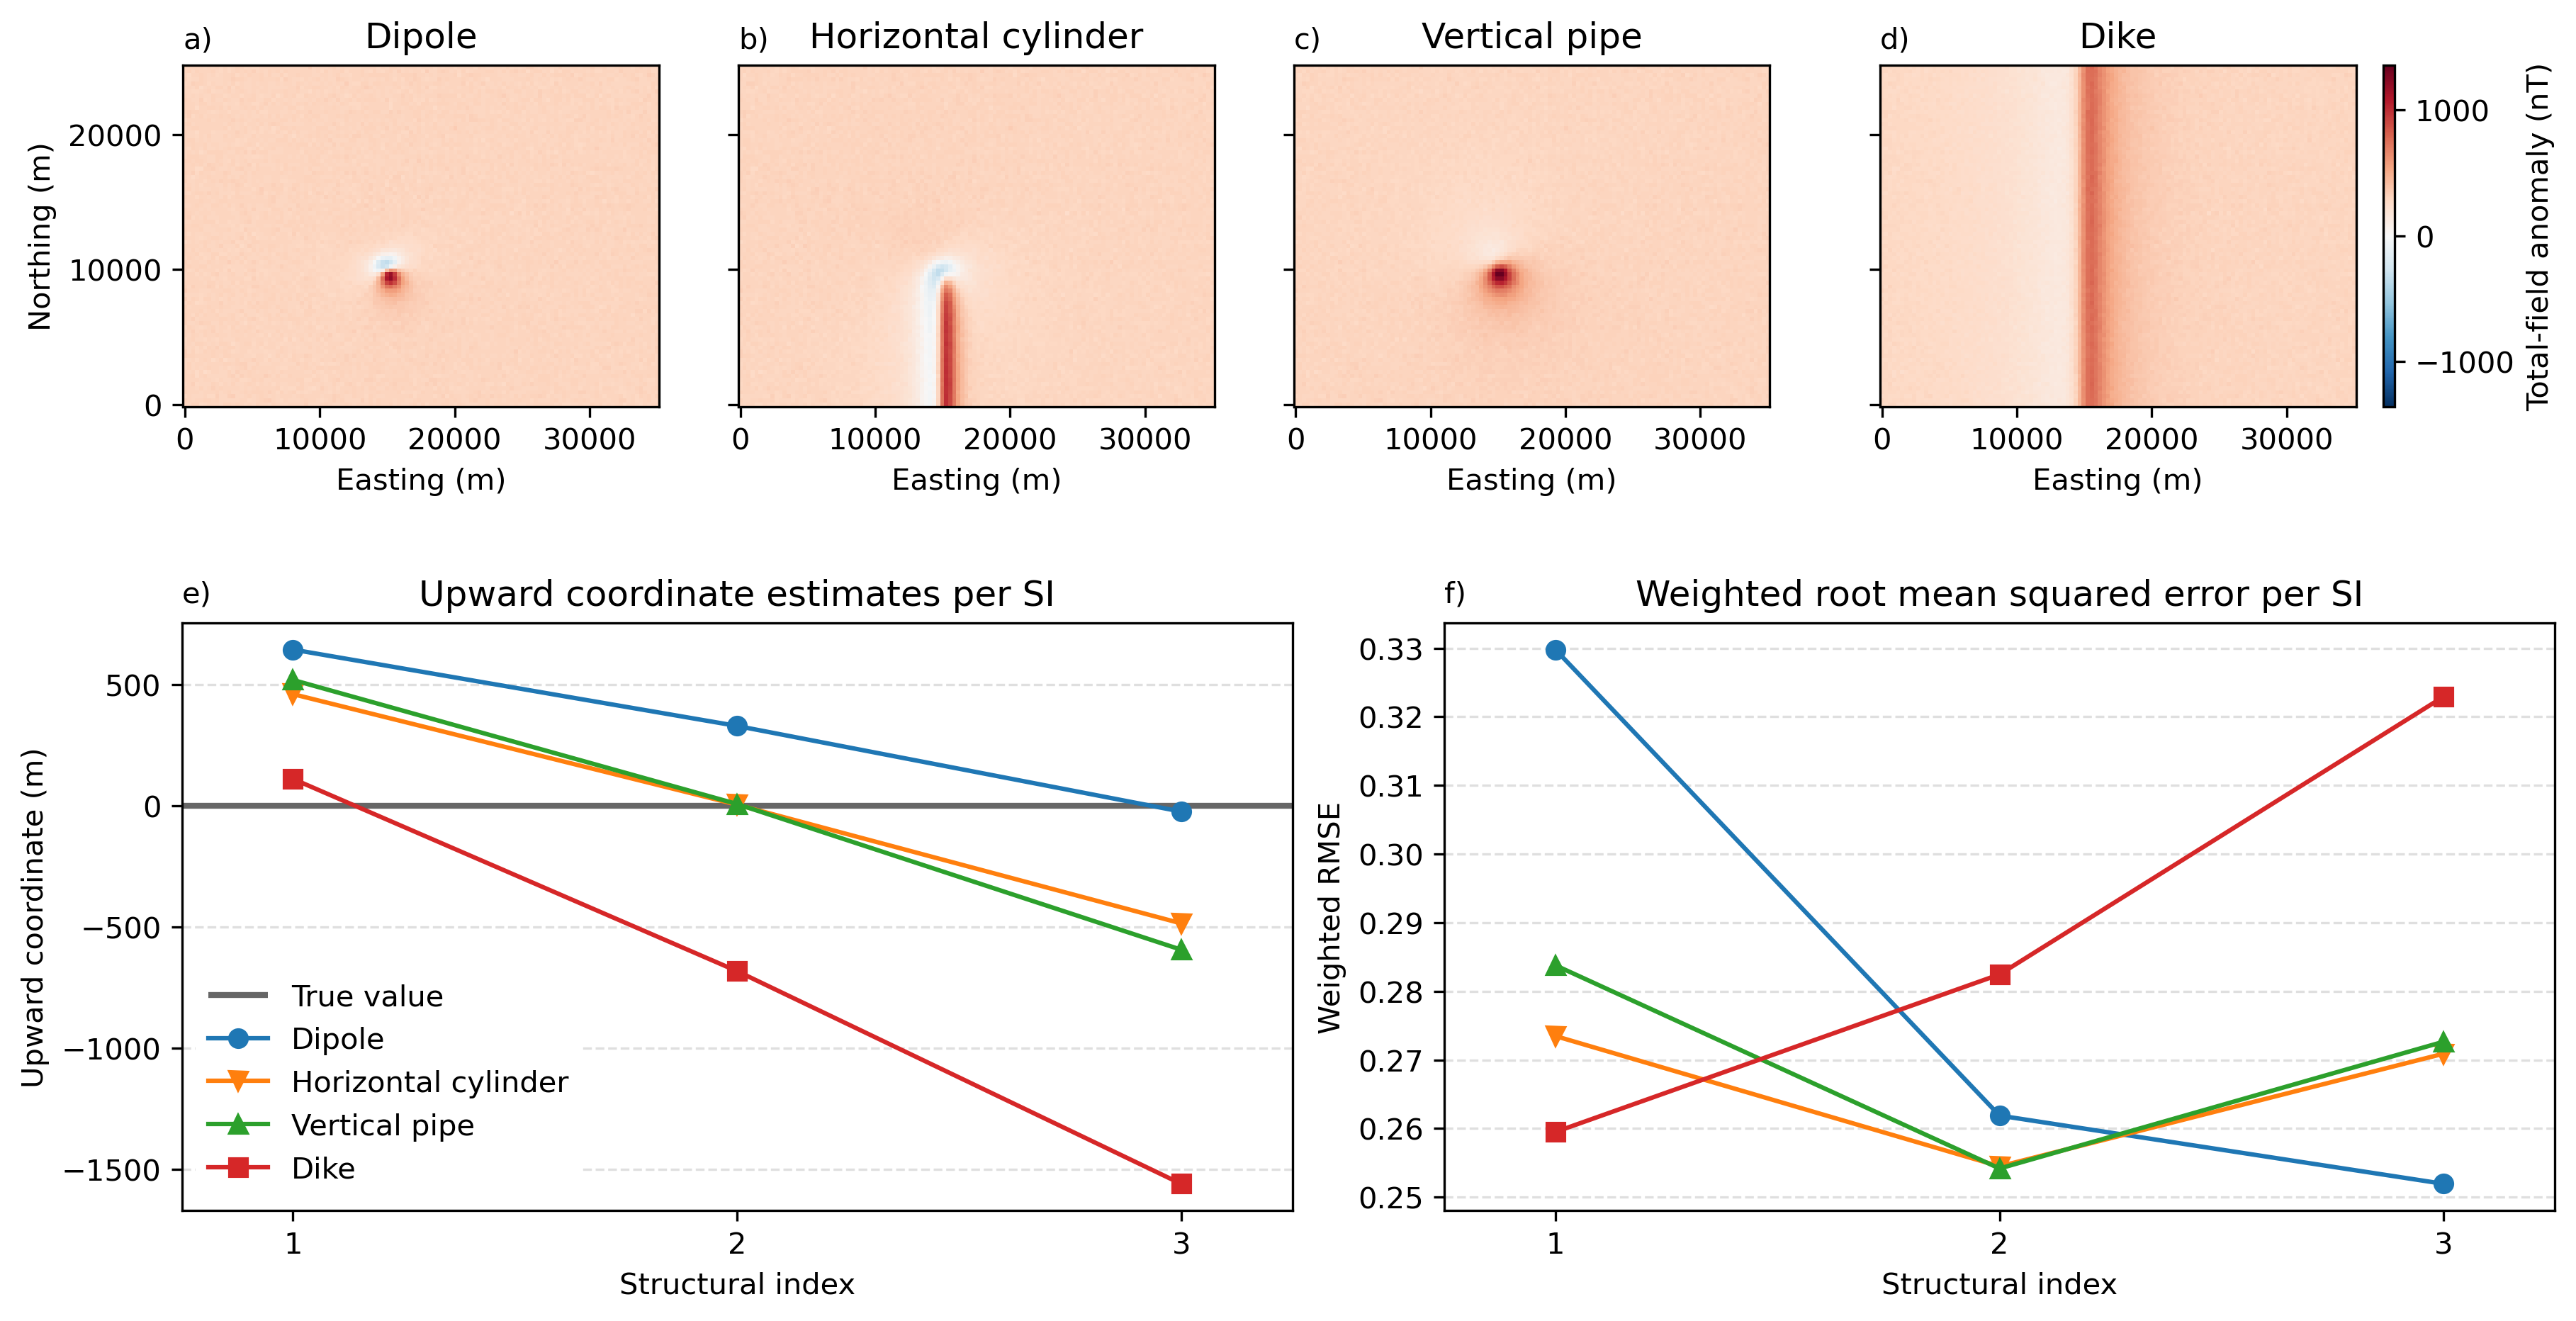 a) Dipole
b) Horizontal cylinder
c) Vertical pipe
d) Dike
Northing (m)
20000
10000
0
0 10000 20000 30000
Easting (m)
0 10000 20000 30000
Easting (m)
0 10000 20000 30000
Easting (m)
0 10000 20000 30000
Easting (m)
1000
0
−1000
Total-field anomaly (nT)
e) Upward coordinate estimates per SI
Upward coordinate (m)
500
0
−500
−1000
−1500
True value
Dipole
Horizontal cylinder
Vertical pipe
Dike
1 2 3
Structural index
f) Weighted root mean squared error per SI
Weighted RMSE
0.33
0.32
0.31
0.30
0.29
0.28
0.27
0.26
0.25
1 2 3
Structural index